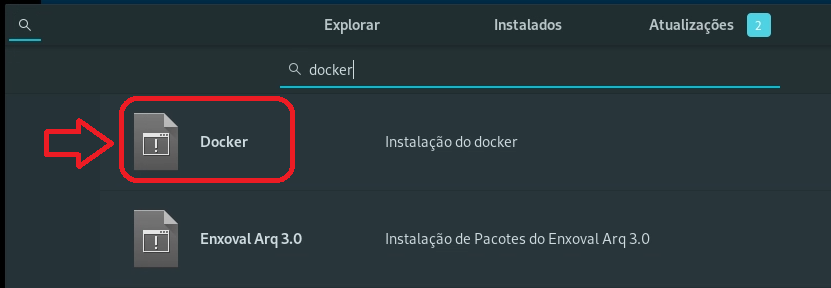 Explorar Instalados Atualizações 2
docker
Docker Instalação do docker
Enxoval Arq 3.0 Instalação de Pacotes do Enxoval Arq 3.0